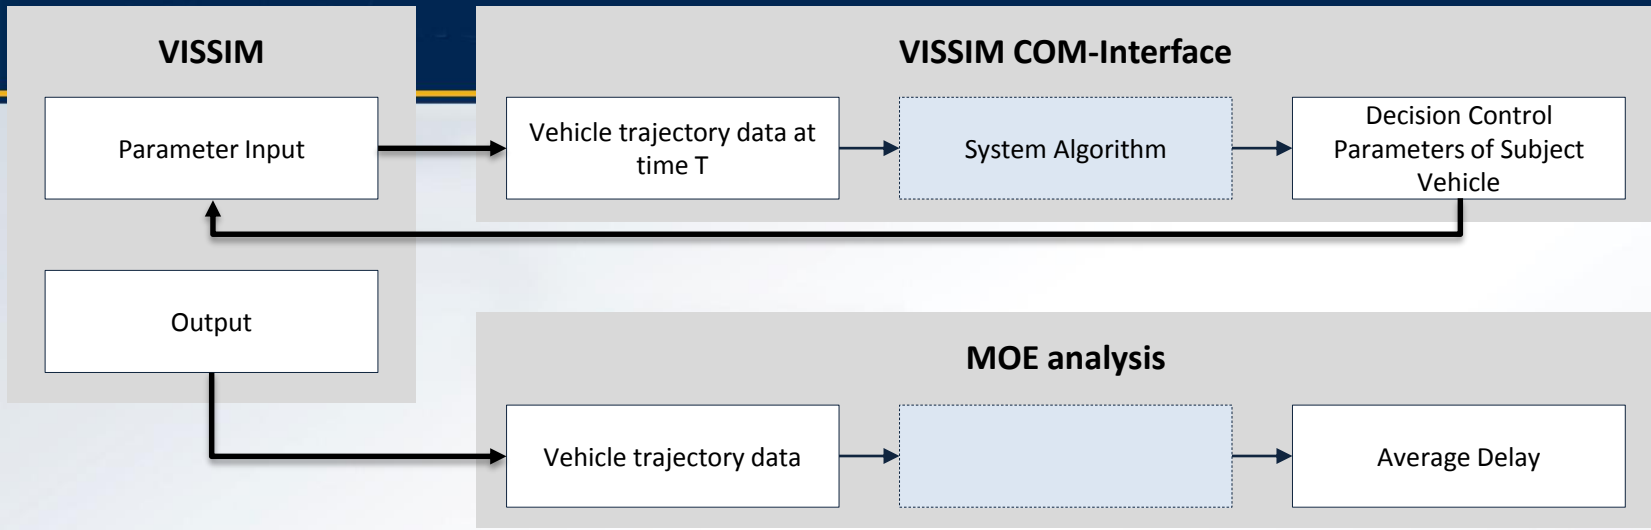 VISSIM
VISSIM COM-Interface
Parameter Input
Vehicle trajectory data at
time T
System Algorithm
Decision Control
Parameters of Subject
Vehicle
Output
MOE analysis
Vehicle trajectory data
Average Delay